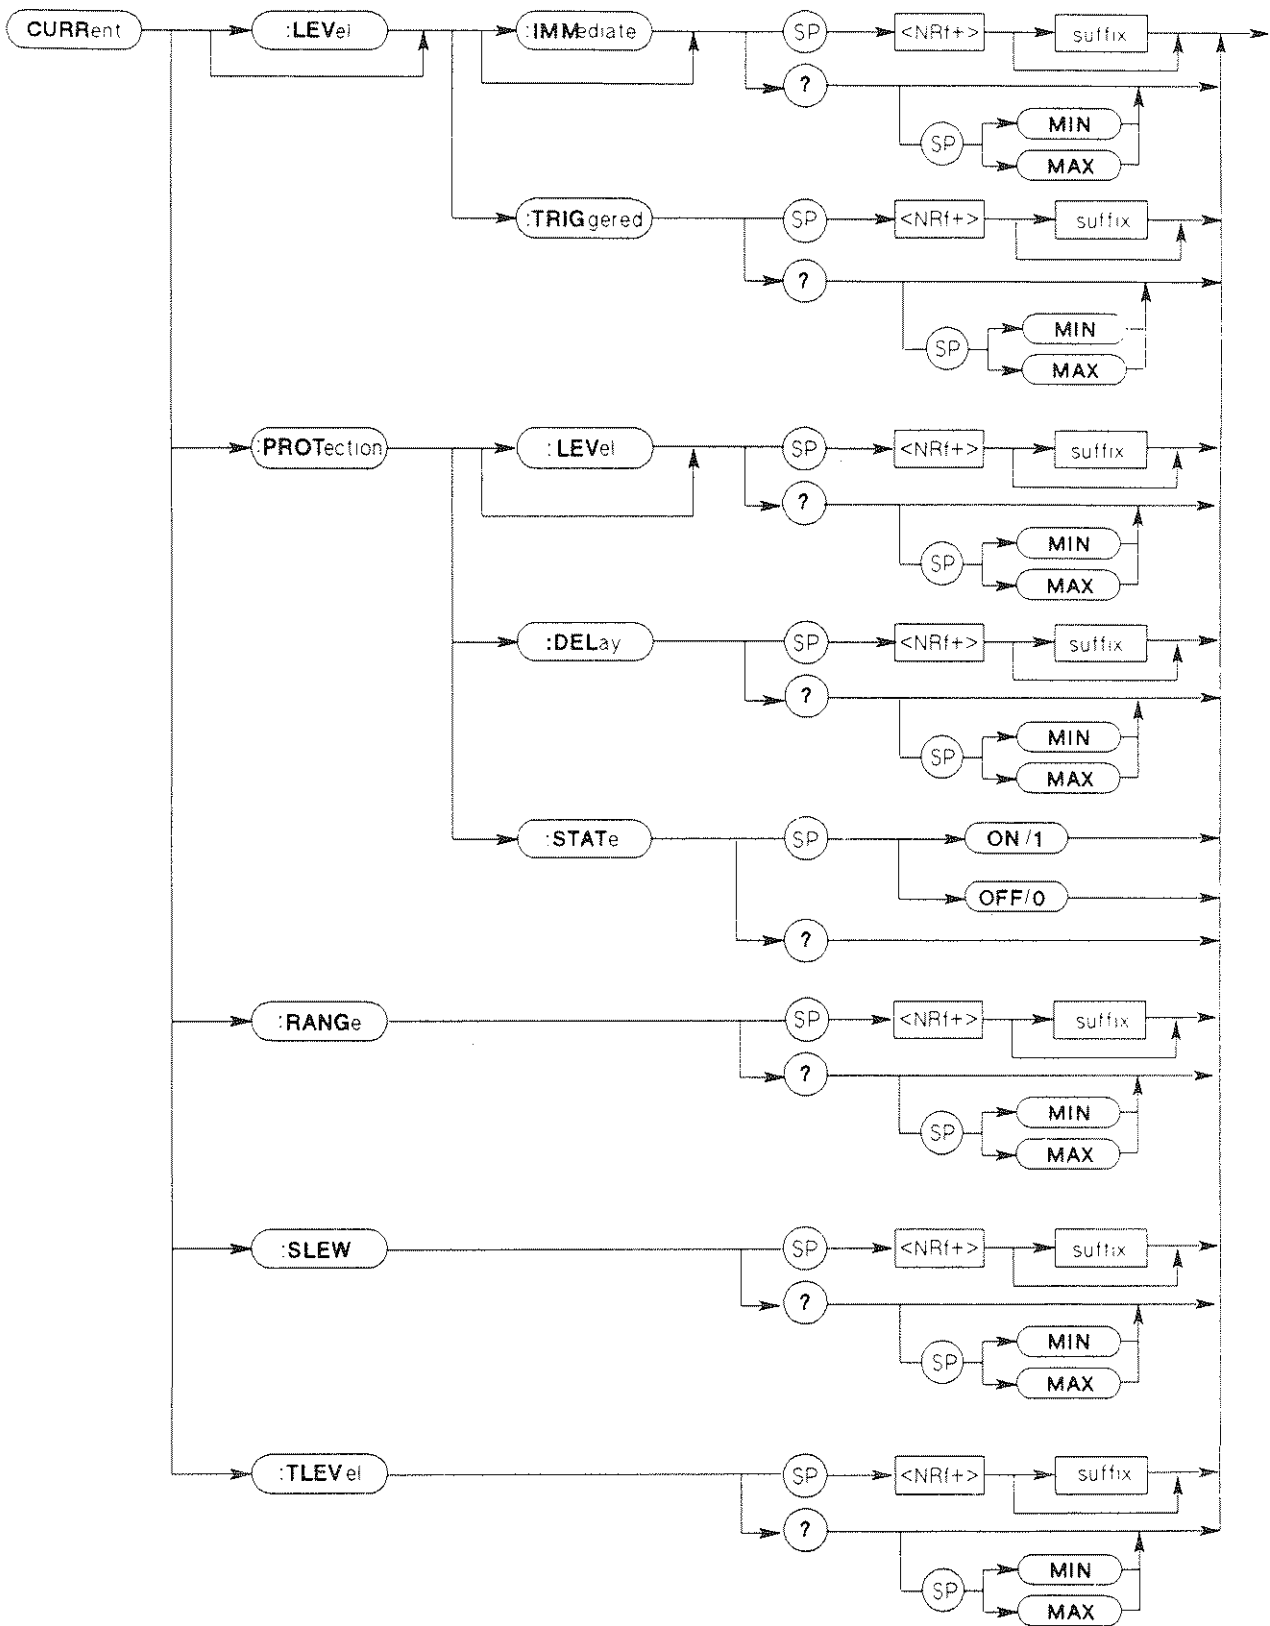 CURRent :LEVel :IMMediate SP <NRf+> suffix
?
SP MIN
MAX
:TRIGgered SP <NRf+> suffix
?
SP MIN
MAX
:PROTection :LEVel SP <NRf+> suffix
?
SP MIN
MAX
:DELay SP <NRf+> suffix
?
SP MIN
MAX
:STATe SP ON/1
OFF/0
?
:RANGe SP <NRf+> suffix
?
SP MIN
MAX
:SLEW SP <NRf+> suffix
?
SP MIN
MAX
:TLEVel SP <NRf+> suffix
?
SP MIN
MAX